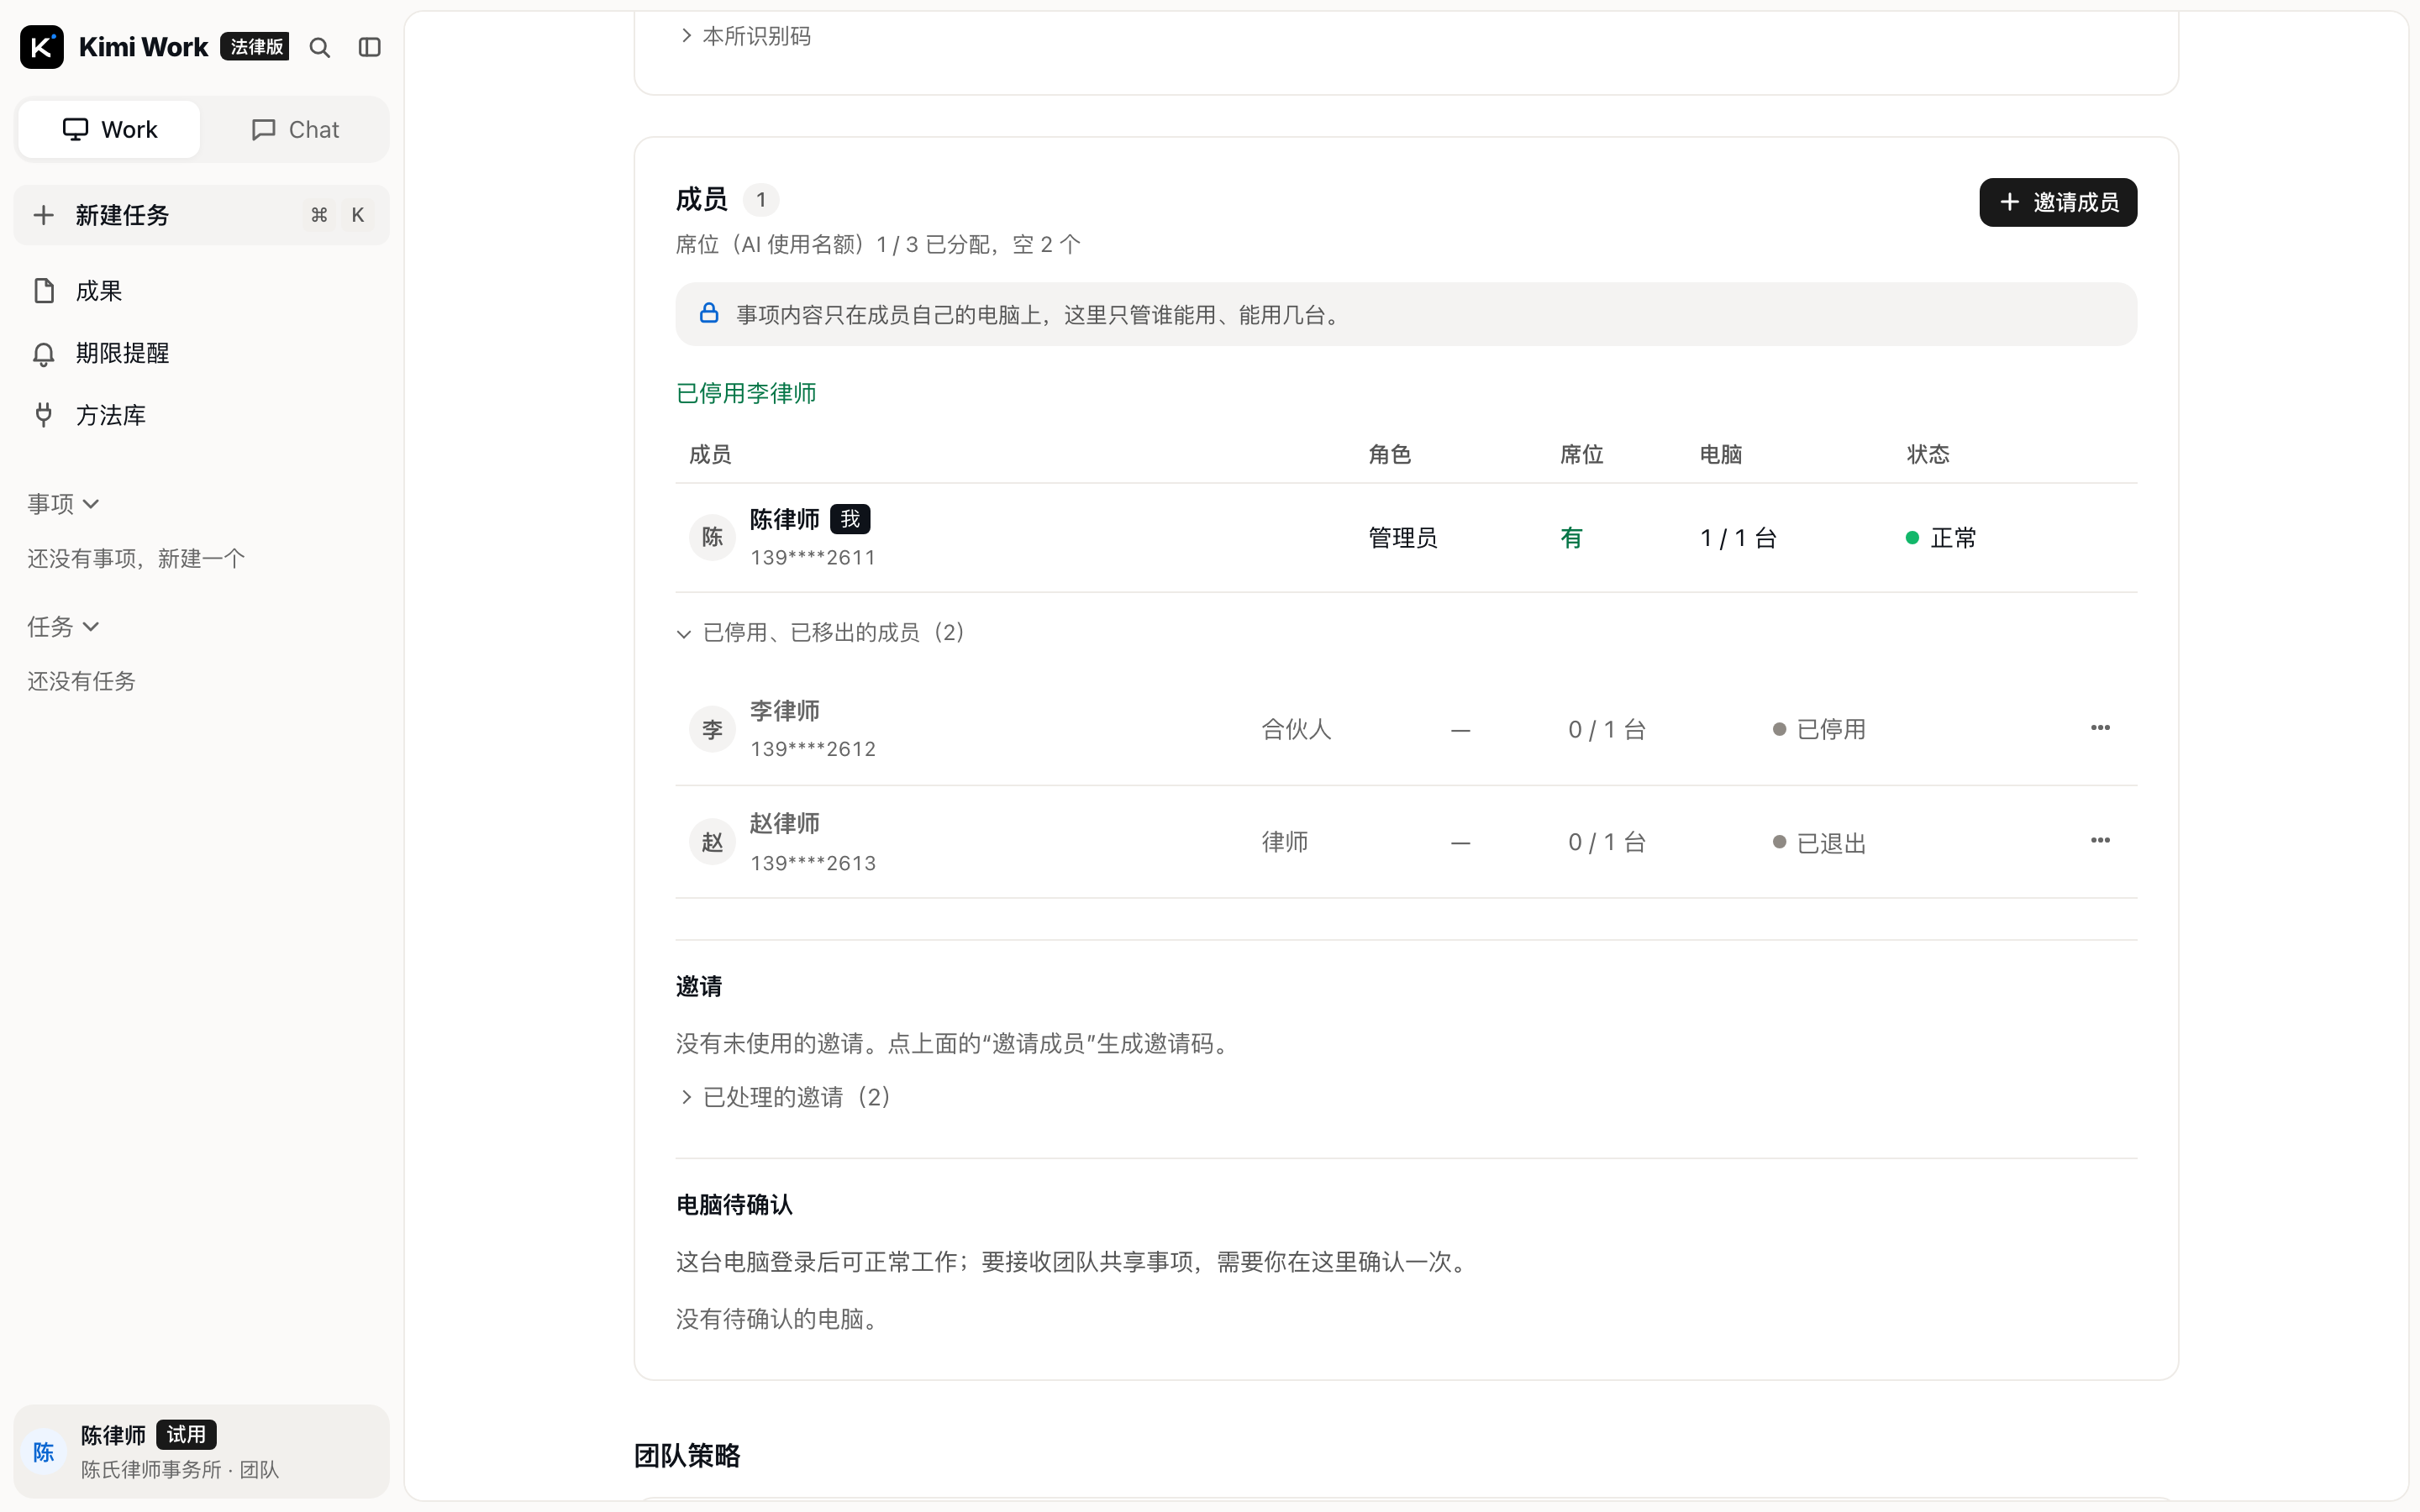 Kimi Work 法律版
Work
Chat
新建任务 ⌘ K
成果
期限提醒
方法库
事项
还没有事项，新建一个
任务
还没有任务
陈 陈律师 试用
陈氏律师事务所 · 团队
本所识别码
成员 1
邀请成员
席位（AI 使用名额）1 / 3 已分配，空 2 个
事项内容只在成员自己的电脑上，这里只管谁能用、能用几台。
已停用李律师
成员 角色 席位 电脑 状态
陈 陈律师 我 管理员 有 1 / 1 台 正常
139****2611
已停用、已移出的成员（2）
李 李律师 合伙人 — 0 / 1 台 已停用
139****2612
赵 赵律师 律师 — 0 / 1 台 已退出
139****2613
邀请
没有未使用的邀请。点上面的“邀请成员”生成邀请码。
已处理的邀请（2）
电脑待确认
这台电脑登录后可正常工作；要接收团队共享事项，需要你在这里确认一次。
没有待确认的电脑。
团队策略